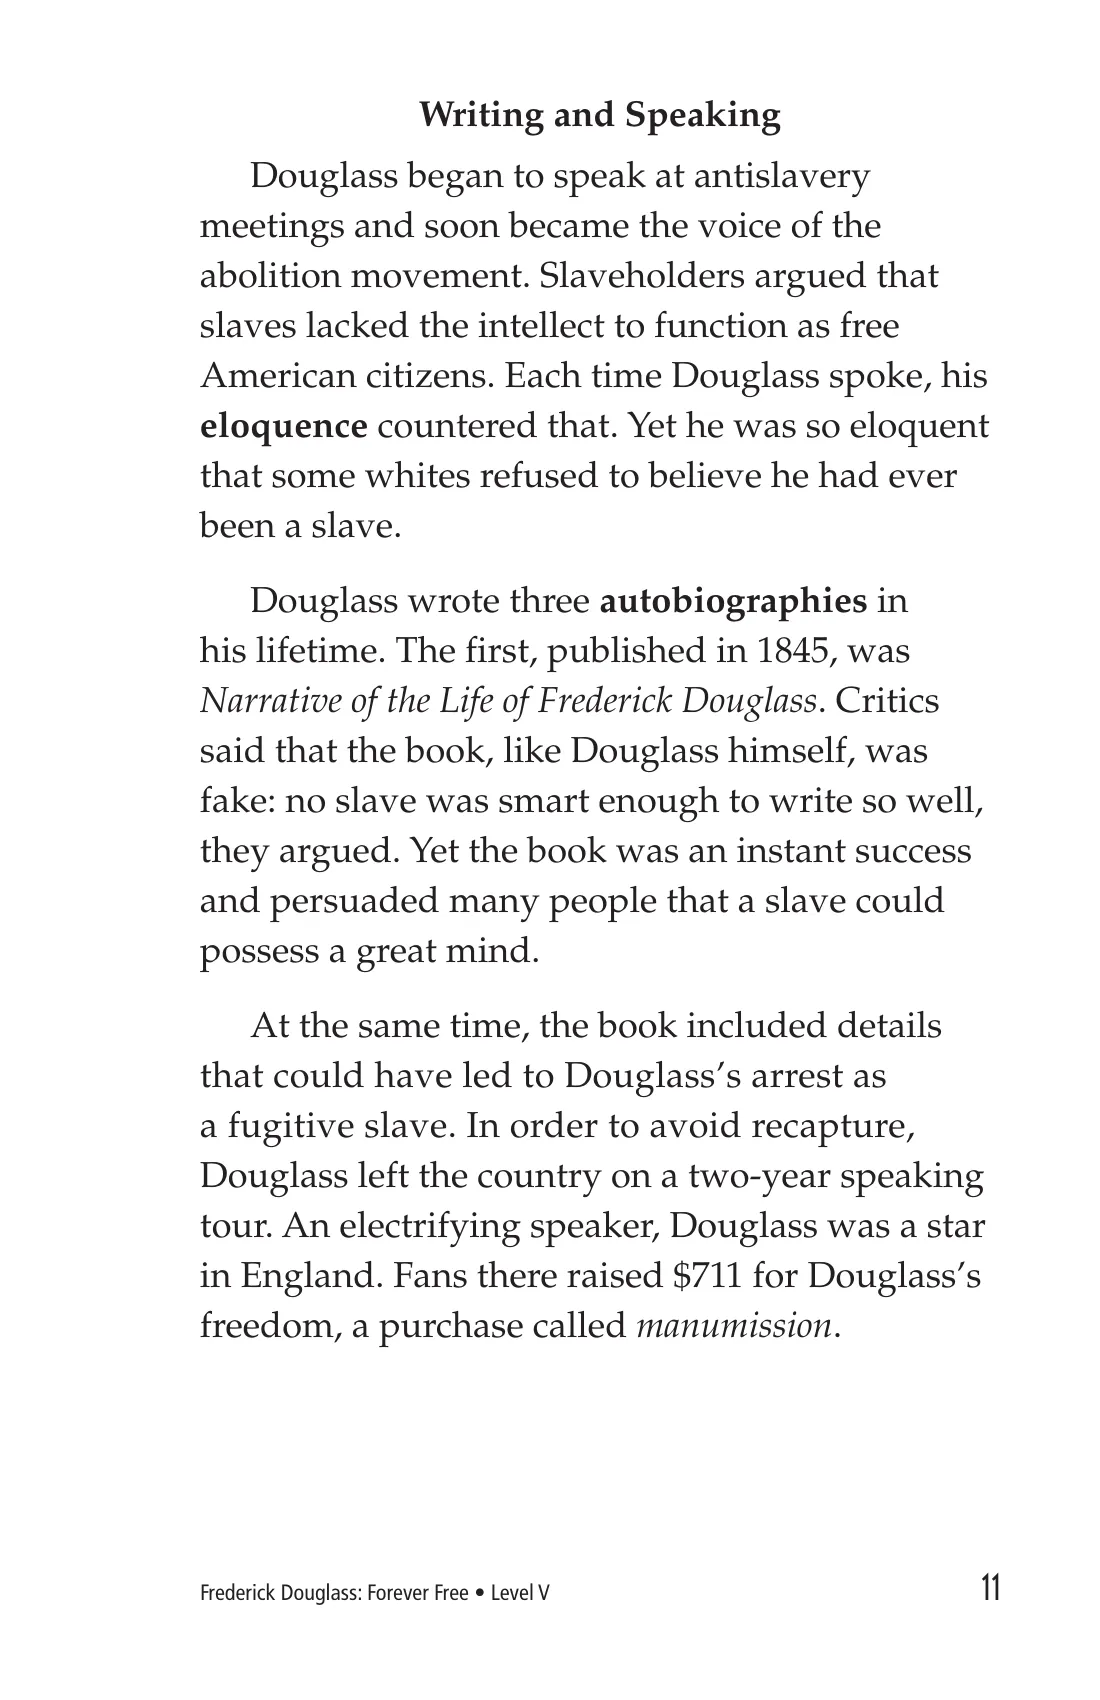 Writing and Speaking
Douglass began to speak at antislavery
meetings and soon became the voice of the
abolition movement. Slaveholders argued that
slaves lacked the intellect to function as free
American citizens. Each time Douglass spoke, his
eloquence countered that. Yet he was so eloquent
that some whites refused to believe he had ever
been a slave.
Douglass wrote three autobiographies in
his lifetime. The first, published in 1845, was
Narrative of the Life of Frederick Douglass. Critics
said that the book, like Douglass himself, was
fake: no slave was smart enough to write so well,
they argued. Yet the book was an instant success
and persuaded many people that a slave could
possess a great mind.
At the same time, the book included details
that could have led to Douglass’s arrest as
a fugitive slave. In order to avoid recapture,
Douglass left the country on a two-year speaking
tour. An electrifying speaker, Douglass was a star
in England. Fans there raised $711 for Douglass’s
freedom, a purchase called manumission.
Frederick Douglass: Forever Free • Level V 11